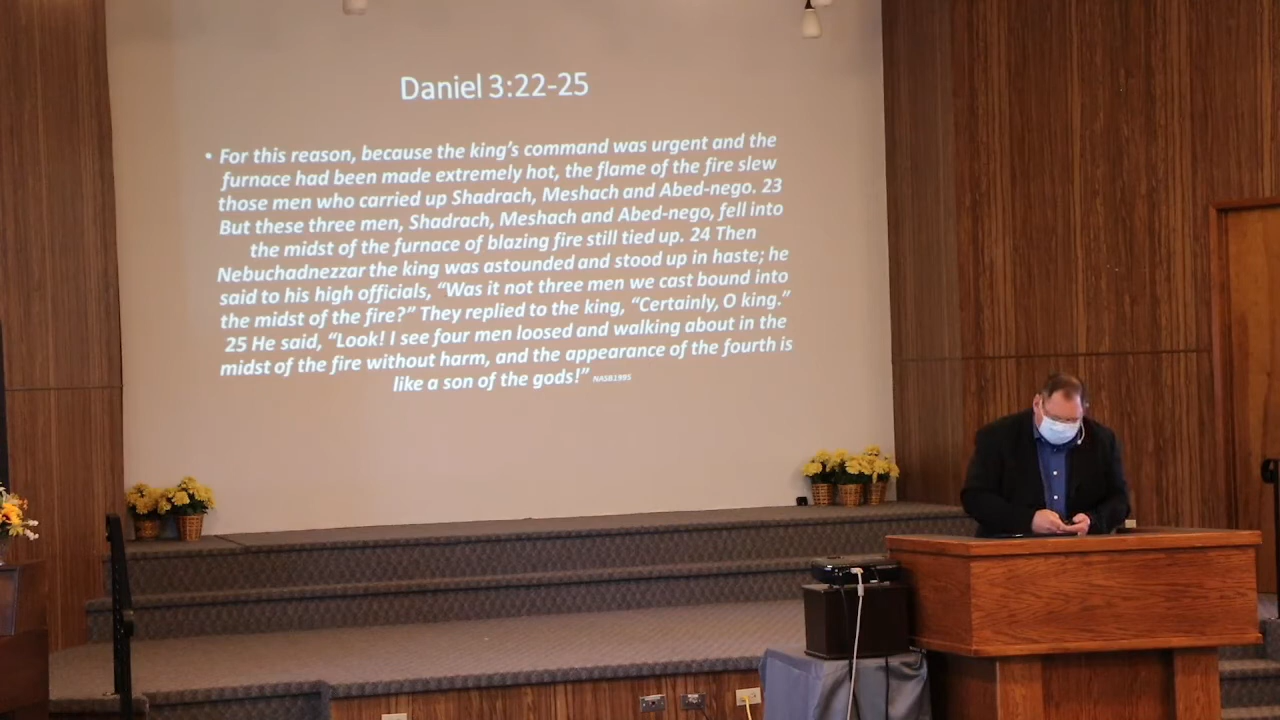 Daniel 3:22-25
• For this reason, because the king's command was urgent and the
furnace had been made extremely hot, the flame of the fire slew
those men who carried up Shadrach, Meshach and Abed-nego. 23
But these three men, Shadrach, Meshach and Abed-nego, fell into
the midst of the furnace of blazing fire still tied up. 24 Then
Nebuchadnezzar the king was astounded and stood up in haste; he
said to his high officials, “Was it not three men we cast bound into
the midst of the fire?” They replied to the king, “Certainly, O king.”
25 He said, “Look! I see four men loosed and walking about in the
midst of the fire without harm, and the appearance of the fourth is
like a son of the gods!” NASB1995